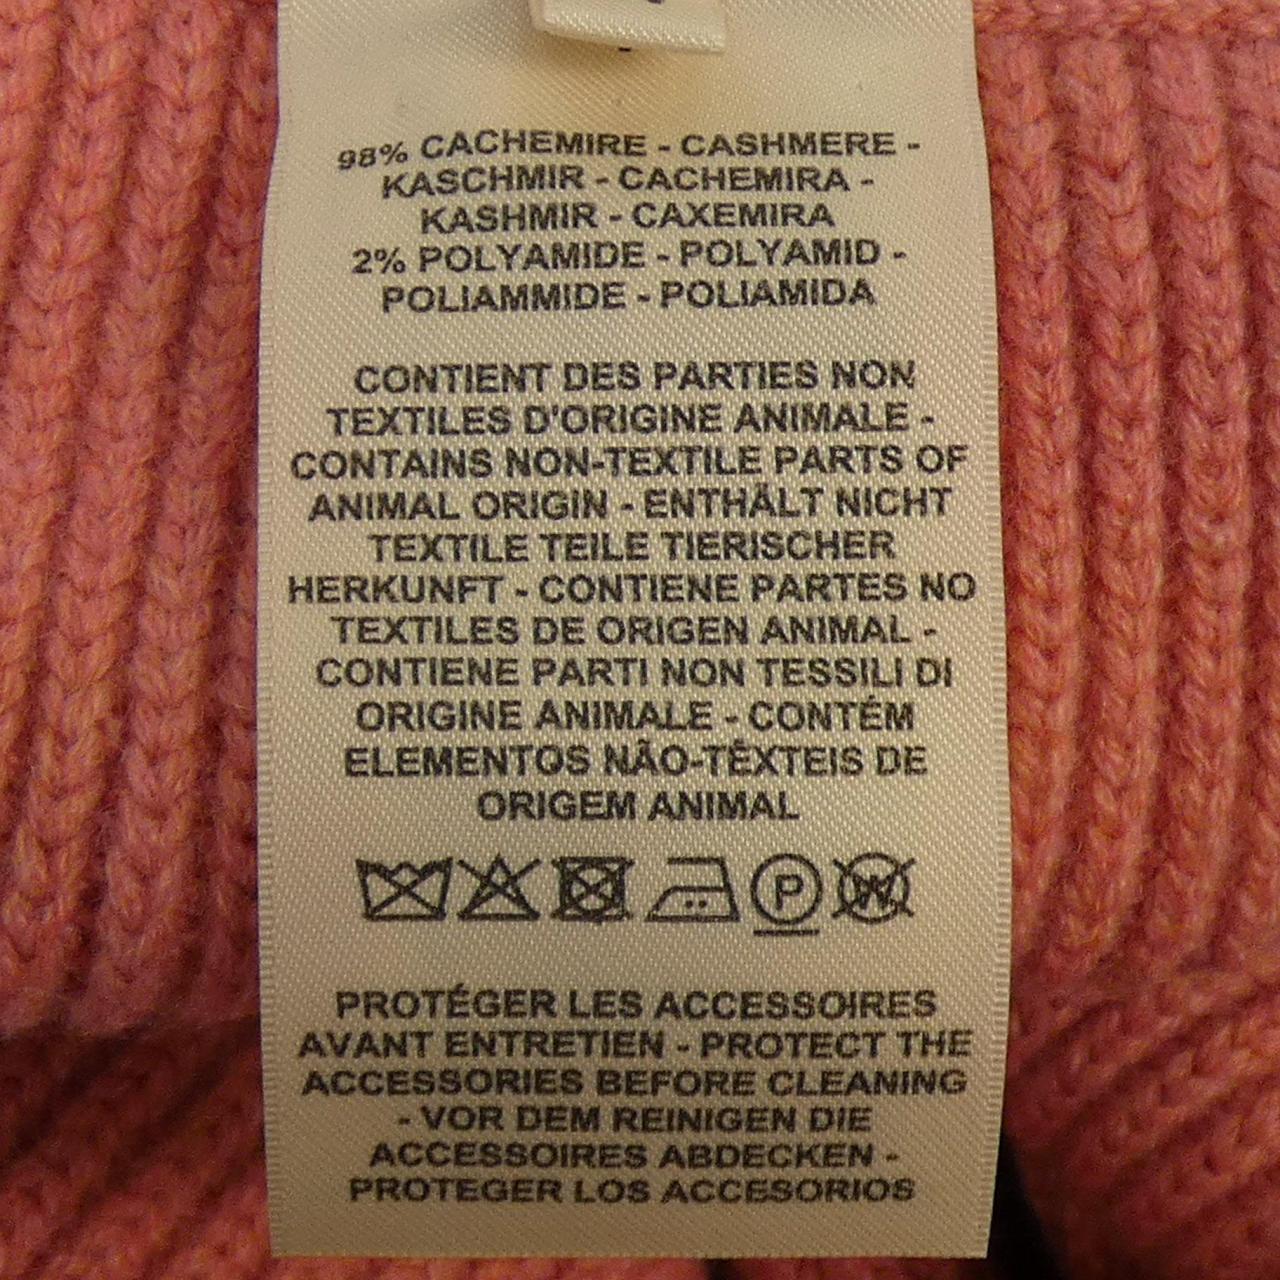 98% CACHEMIRE - CASHMERE -
KASCHMIR - CACHEMIRA -
KASHMIR - CAXEMIRA
2% POLYAMIDE - POLYAMID -
POLIAMMIDE - POLIAMIDA
CONTIENT DES PARTIES NON
TEXTILES D'ORIGINE ANIMALE -
CONTAINS NON-TEXTILE PARTS OF
ANIMAL ORIGIN - ENTHÄLT NICHT
TEXTILE TEILE TIERISCHER
HERKUNFT - CONTIENE PARTES NO
TEXTILES DE ORIGEN ANIMAL -
CONTIENE PARTI NON TESSILI DI
ORIGINE ANIMALE - CONTÉM
ELEMENTOS NÃO-TÊXTEIS DE
ORIGEM ANIMAL
P W
PROTÉGER LES ACCESSOIRES
AVANT ENTRETIEN - PROTECT THE
ACCESSORIES BEFORE CLEANING
- VOR DEM REINIGEN DIE
ACCESSOIRES ABDECKEN -
PROTEGER LOS ACCESORIOS